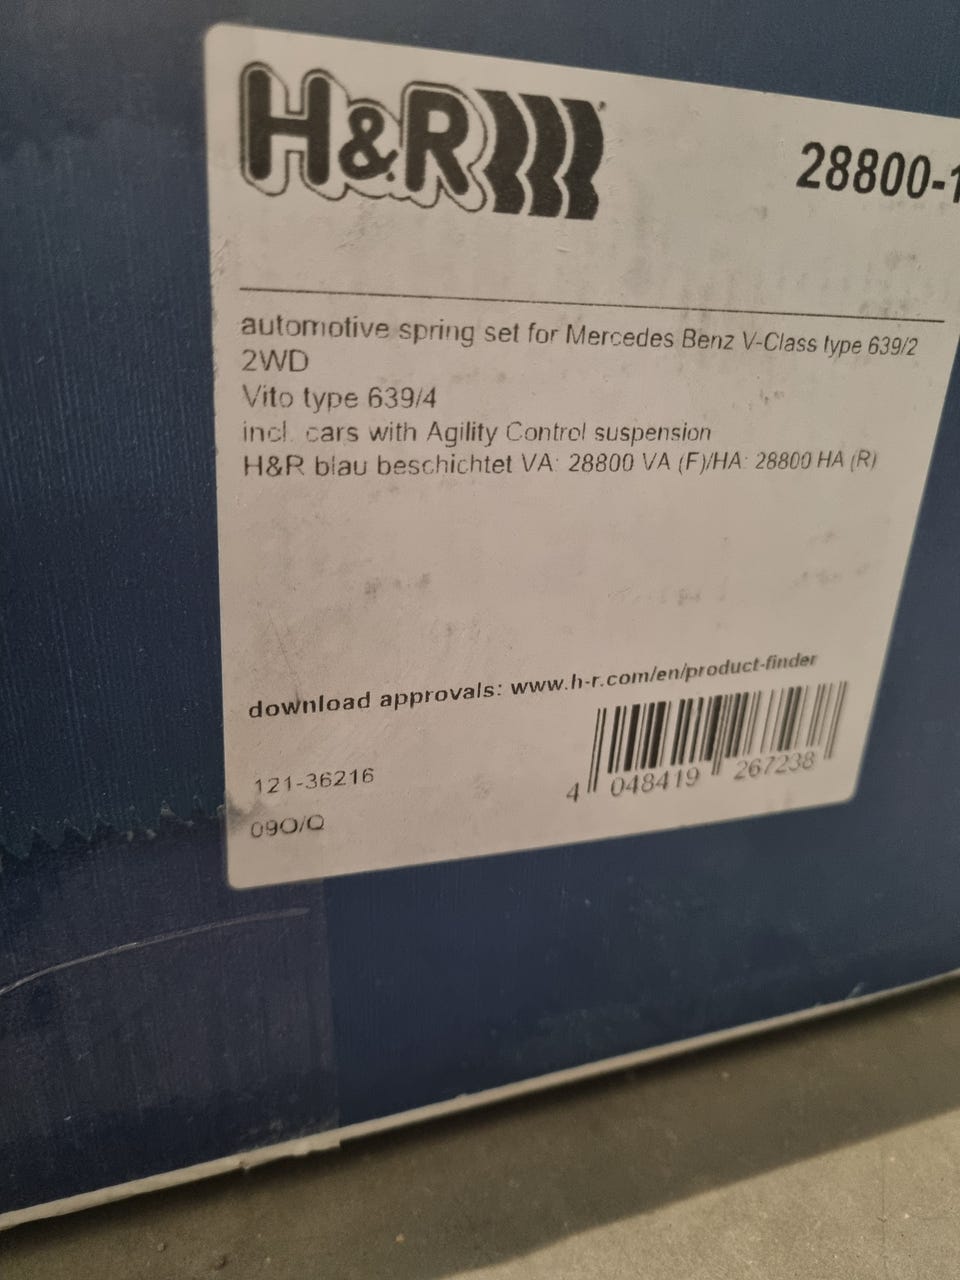 H&R
28800-1
automotive spring set for Mercedes Benz V-Class type 639/2
2WD
Vito type 639/4
incl. cars with Agility Control suspension
H&R blau beschichtet VA: 28800 VA (F)/HA: 28800 HA (R)
download approvals: www.h-r.com/en/product-finder
121-36216
09O/Q
4 048419 267238